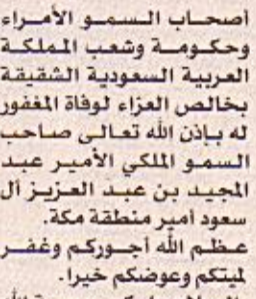 أصحاب السمو الأمراء
وحكومة وشعب المملكة
العربية السعودية الشقيقة
بخالص العزاء لوفاة المغفور
له بإذن الله تعالى صاحب
السمو الملكي الأمير عبد
المجيد بن عبد العزيز آل
سعود أمير منطقة مكة.
عظم الله أجوركم وغفر
لميتكم وعوضكم خيرا.